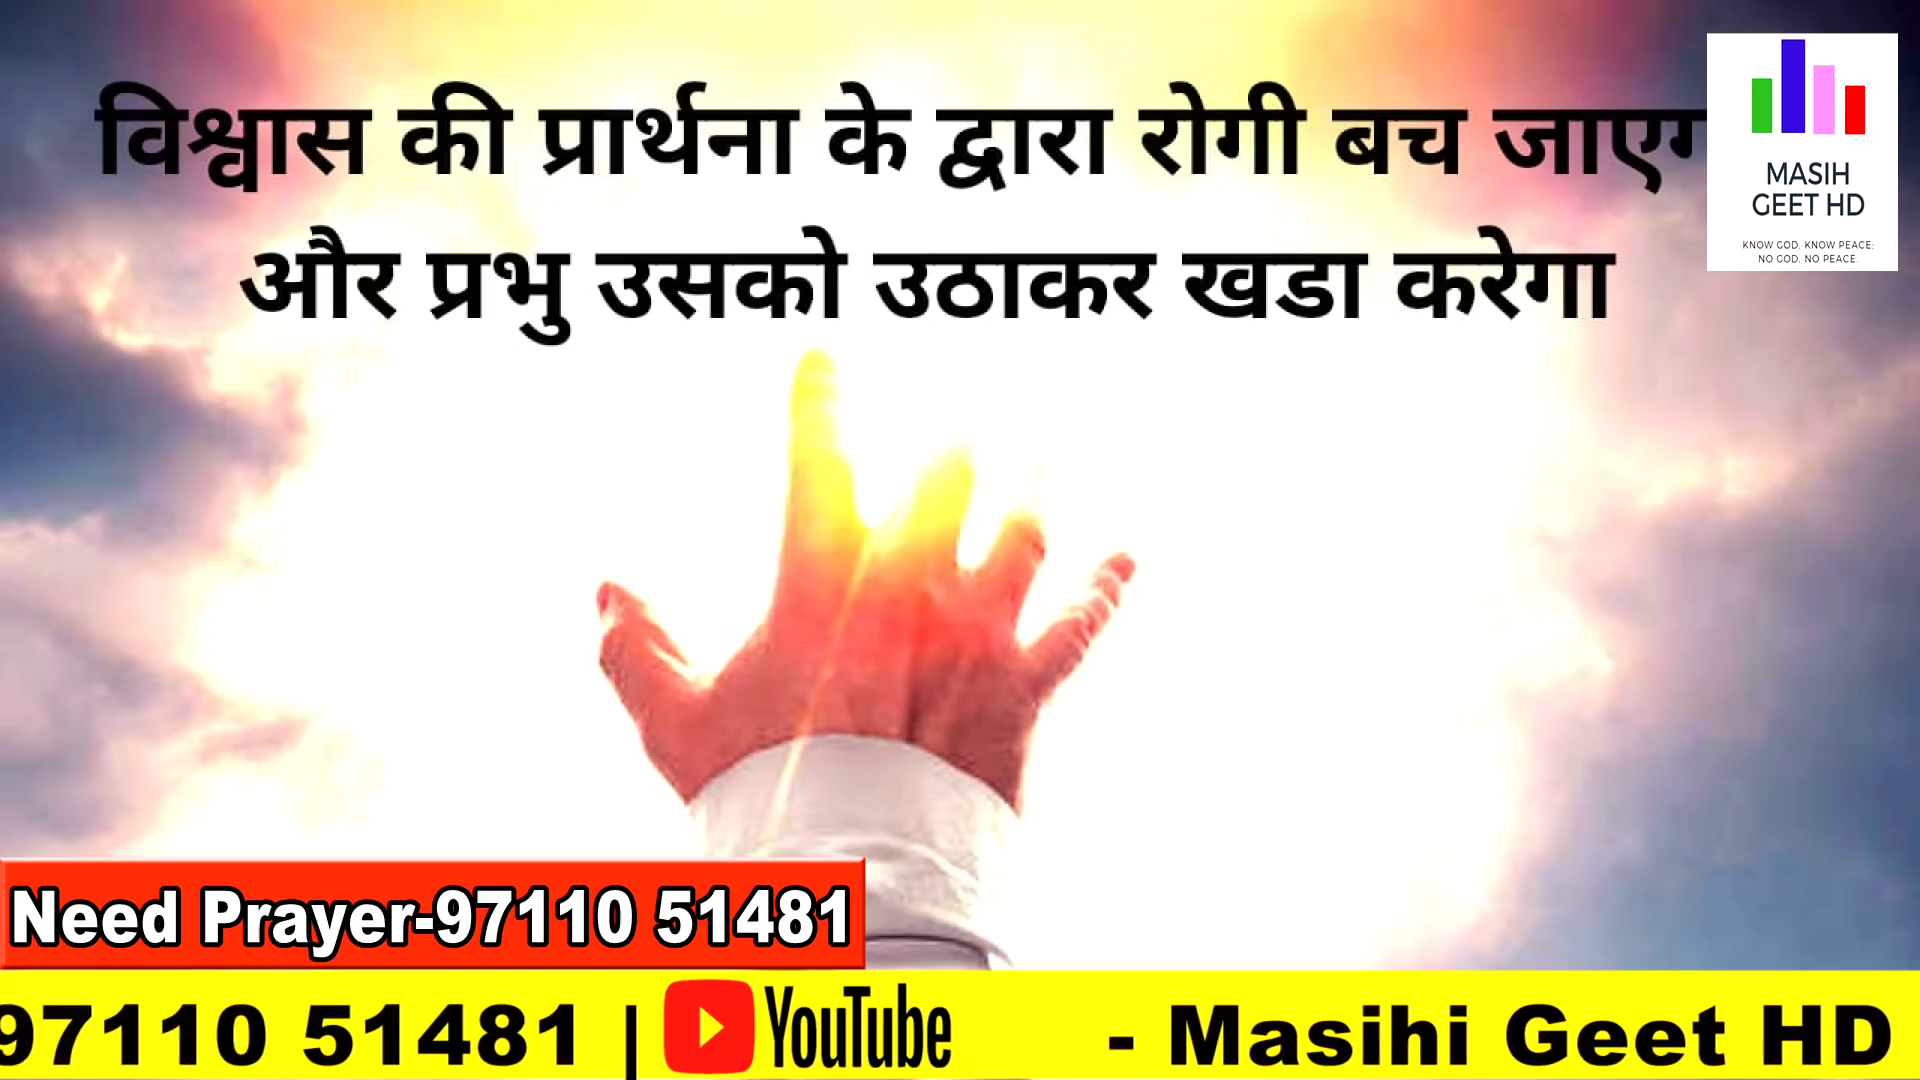 विश्वास की प्रार्थना के द्वारा रोगी बच
और प्रभु उसको उठाकर खडा करेगा
MASIH
GEET HD
KNOW GOD, KNOW PEACE;
NO GOD, NO PEACE.
Need Prayer-97110 51481
97110 51481 | YouTube - Masihi Geet HD